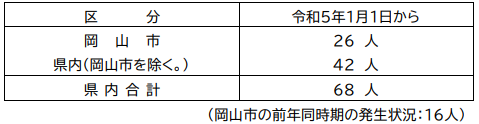 区　　　分　令和5年1月1日から
岡　山　市　26　人
県内(岡山市を除く。)　42　人
県 内 合 計　68　人
(岡山市の前年同時期の発生状況:16人)